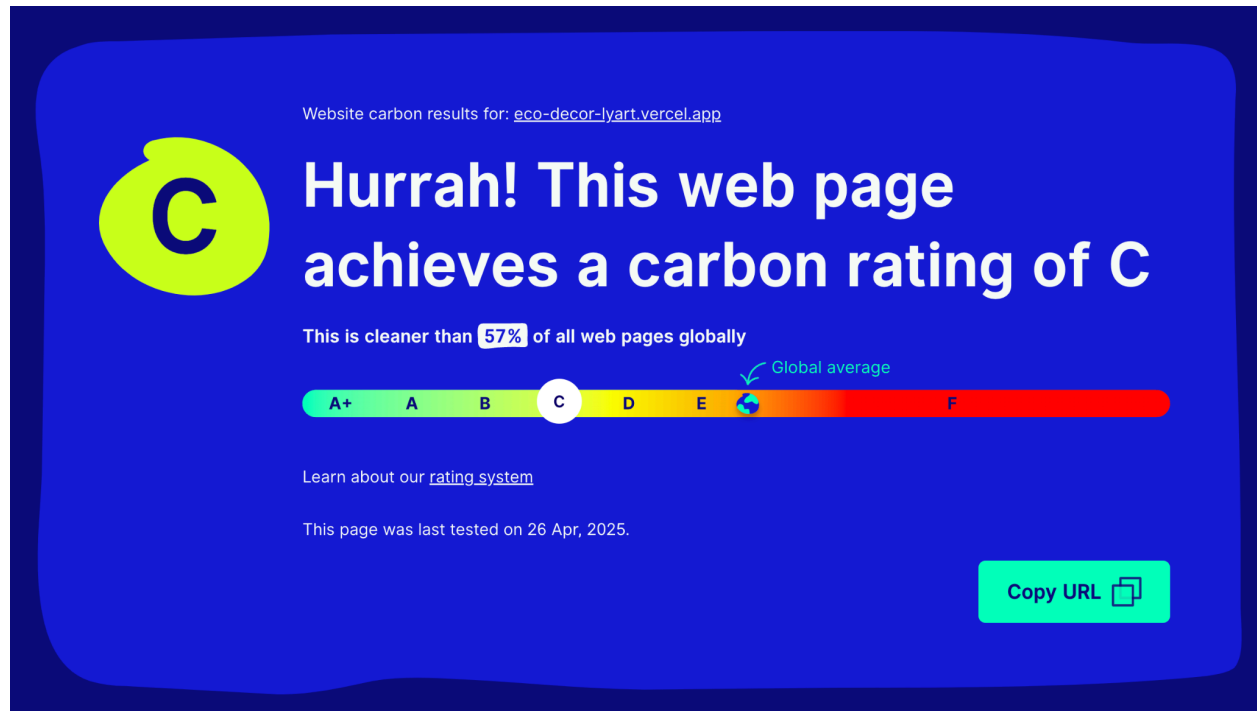 Website carbon results for: eco-decor-lyart.vercel.app
C
Hurrah! This web page
achieves a carbon rating of C
This is cleaner than 57% of all web pages globally
Global average
A+ A B C D E F
Learn about our rating system
This page was last tested on 26 Apr, 2025.
Copy URL